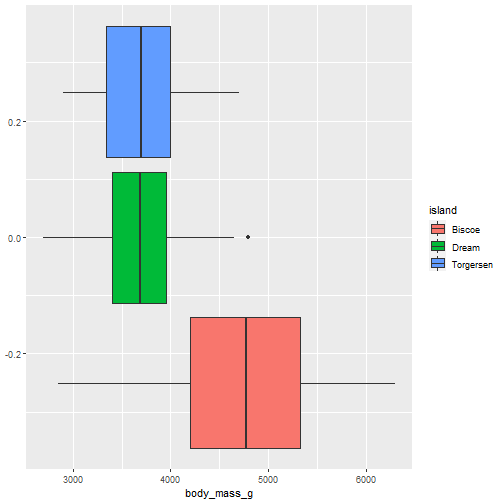 0.2
0.0
-0.2
3000 4000 5000 6000
body_mass_g
island
Biscoe
Dream
Torgersen